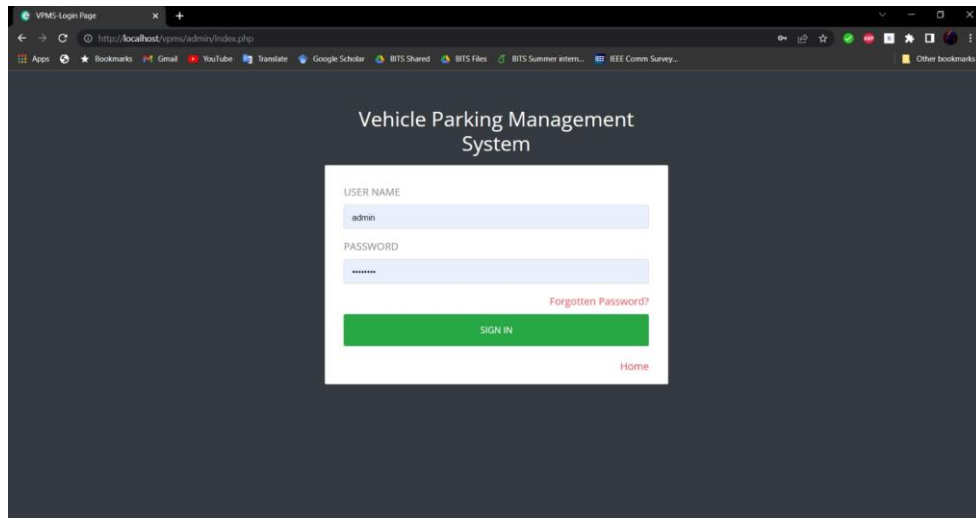 VPMS-Login Page
http://localhost/vpms/admin/index.php
Apps Bookmarks Gmail YouTube Translate Google Scholar BITS Shared BITS Files BITS Summer intern... IEEE Comm Survey... Other bookmarks
Vehicle Parking Management
System
USER NAME
admin
PASSWORD
••••••••
Forgotten Password?
SIGN IN
Home